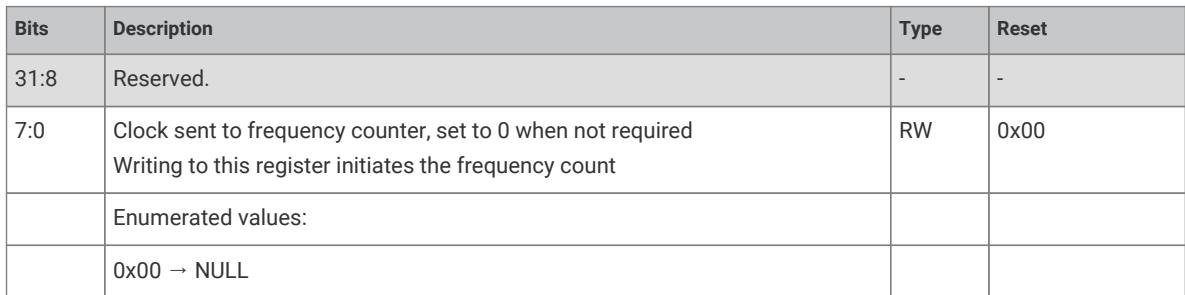 Bits Description Type Reset
31:8 Reserved. - -
7:0 Clock sent to frequency counter, set to 0 when not required RW 0x00
Writing to this register initiates the frequency count
Enumerated values:
0x00 → NULL